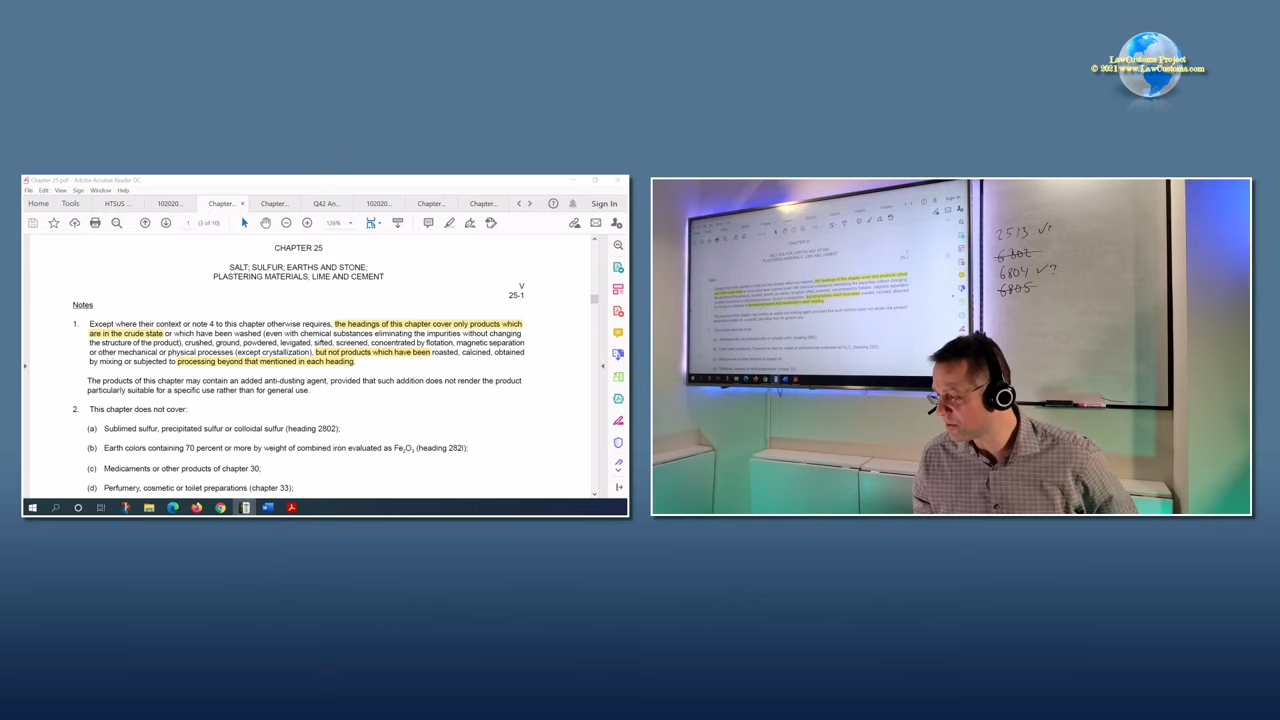 LawCustoms Project
© 2021 www.LawCustoms.com
Chapter 25.pdf - Adobe Acrobat Reader DC
File Edit View Sign Window Help
Home Tools HTSUS ... 102020... Chapter... × Chapter... Q42 An... 102020... Chapter... Chapter... Sign In
1 (3 of 10) 126%
CHAPTER 25
SALT; SULFUR; EARTHS AND STONE;
PLASTERING MATERIALS, LIME AND CEMENT
V
25-1
Notes
1. Except where their context or note 4 to this chapter otherwise requires, the headings of this chapter cover only products which
are in the crude state or which have been washed (even with chemical substances eliminating the impurities without changing
the structure of the product), crushed, ground, powdered, levigated, sifted, screened, concentrated by flotation, magnetic separation
or other mechanical or physical processes (except crystallization), but not products which have been roasted, calcined, obtained
by mixing or subjected to processing beyond that mentioned in each heading.
The products of this chapter may contain an added anti-dusting agent, provided that such addition does not render the product
particularly suitable for a specific use rather than for general use.
2. This chapter does not cover:
(a) Sublimed sulfur, precipitated sulfur or colloidal sulfur (heading 2802);
(b) Earth colors containing 70 percent or more by weight of combined iron evaluated as Fe2O3 (heading 282l);
(c) Medicaments or other products of chapter 30;
(d) Perfumery, cosmetic or toilet preparations (chapter 33);
2513 ✓?
6802
6804 ✓?
6805